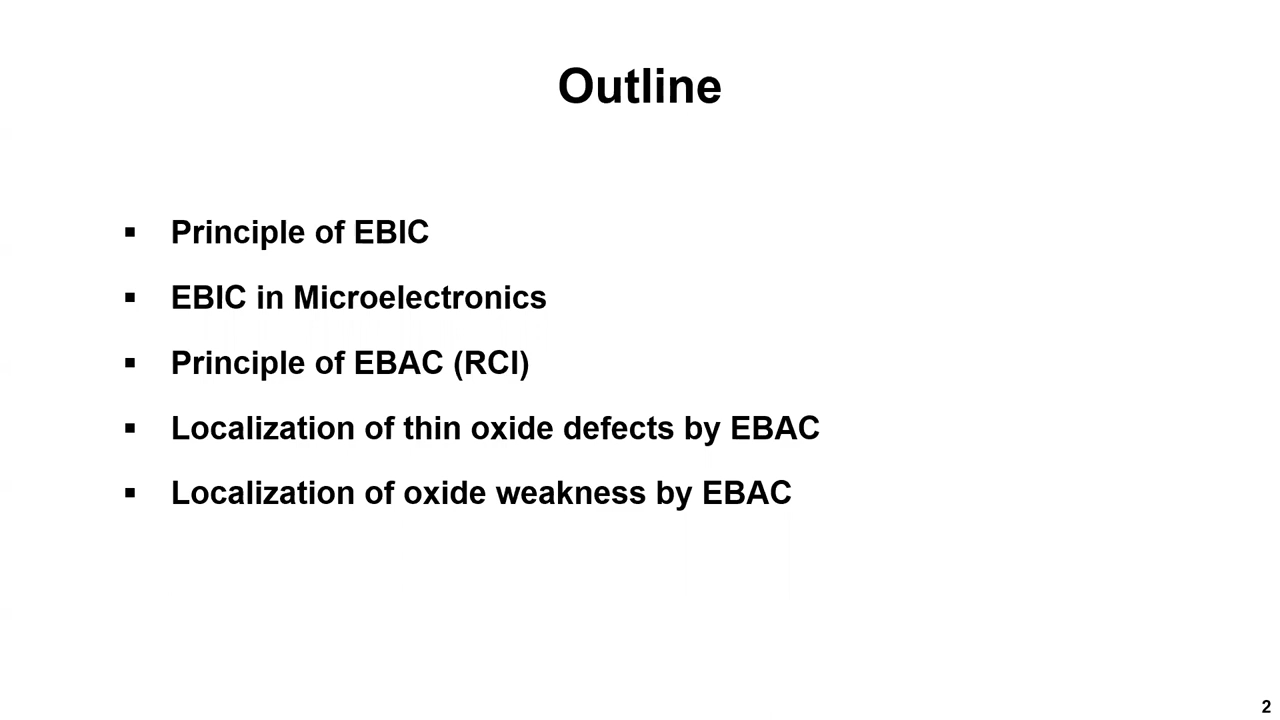 Outline
▪ Principle of EBIC
▪ EBIC in Microelectronics
▪ Principle of EBAC (RCI)
▪ Localization of thin oxide defects by EBAC
▪ Localization of oxide weakness by EBAC
2